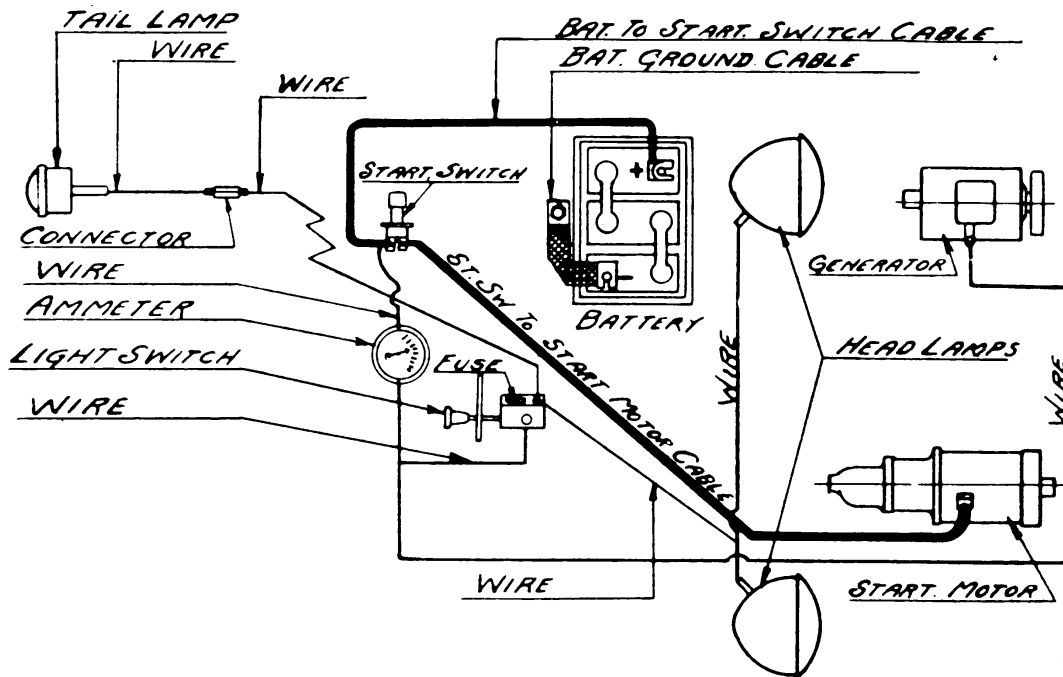 TAIL LAMP
WIRE
WIRE
BAT. TO START. SWITCH CABLE
BAT. GROUND CABLE
START. SWITCH
CONNECTOR
WIRE
AMMETER
LIGHT SWITCH
FUSE
WIRE
ST. SW TO START MOTOR CABLE
+
-
BATTERY
WIRE
HEAD LAMPS
GENERATOR
WIRE
WIRE
START. MOTOR